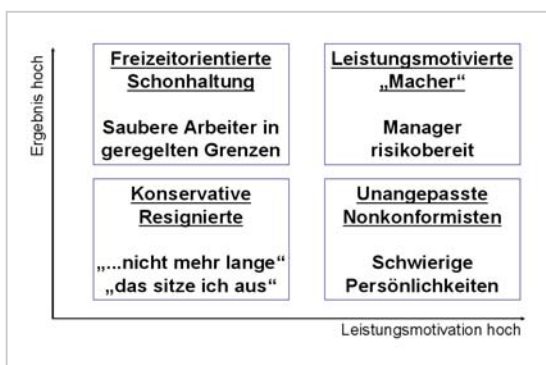 Ergebnis hoch
Freizeitorientierte
Schonhaltung
Saubere Arbeiter in
geregelten Grenzen
Leistungsmotivierte
„Macher“
Manager
risikobereit
Konservative
Resignierte
„...nicht mehr lange“
„das sitze ich aus“
Unangepasste
Nonkonformisten
Schwierige
Persönlichkeiten
Leistungsmotivation hoch